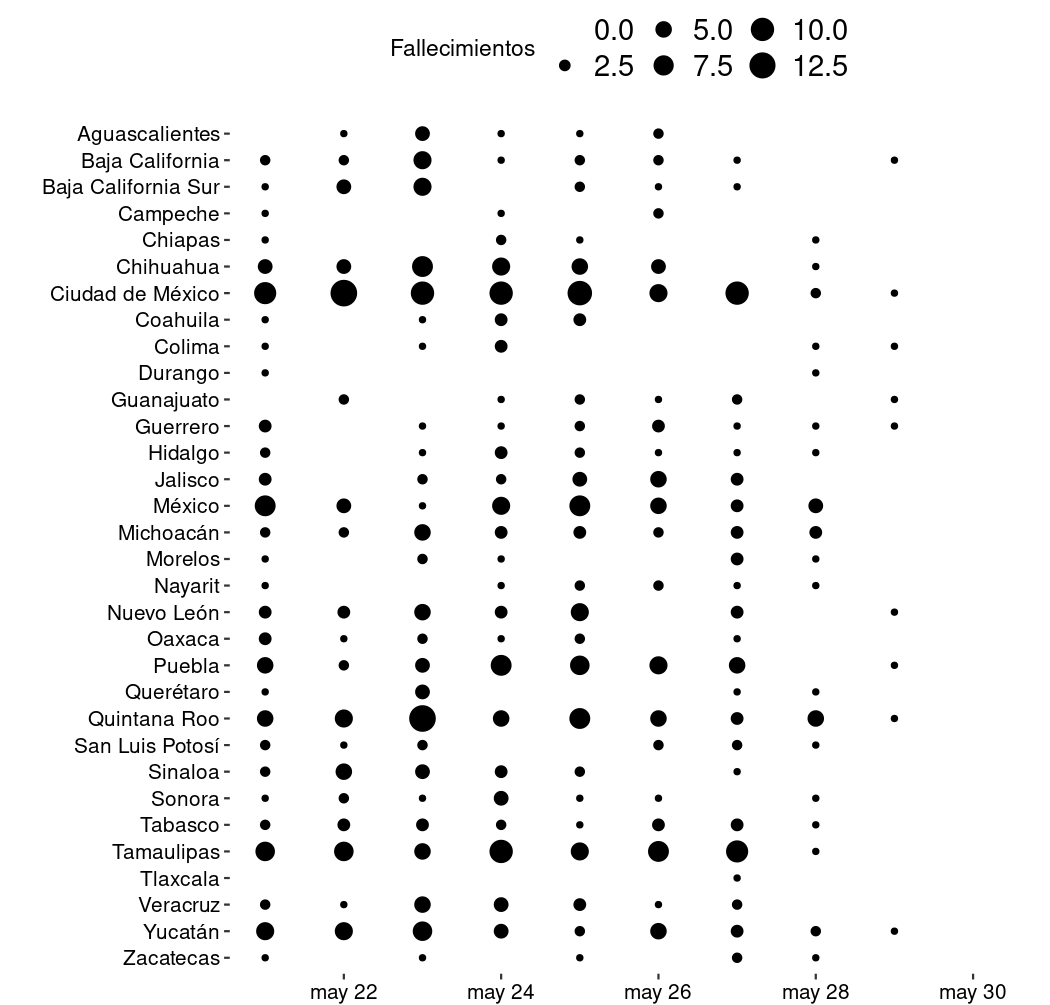 Fallecimientos
0.0 5.0 10.0
2.5 7.5 12.5
Aguascalientes
Baja California
Baja California Sur
Campeche
Chiapas
Chihuahua
Ciudad de México
Coahuila
Colima
Durango
Guanajuato
Guerrero
Hidalgo
Jalisco
México
Michoacán
Morelos
Nayarit
Nuevo León
Oaxaca
Puebla
Querétaro
Quintana Roo
San Luis Potosí
Sinaloa
Sonora
Tabasco
Tamaulipas
Tlaxcala
Veracruz
Yucatán
Zacatecas
may 22 may 24 may 26 may 28 may 30